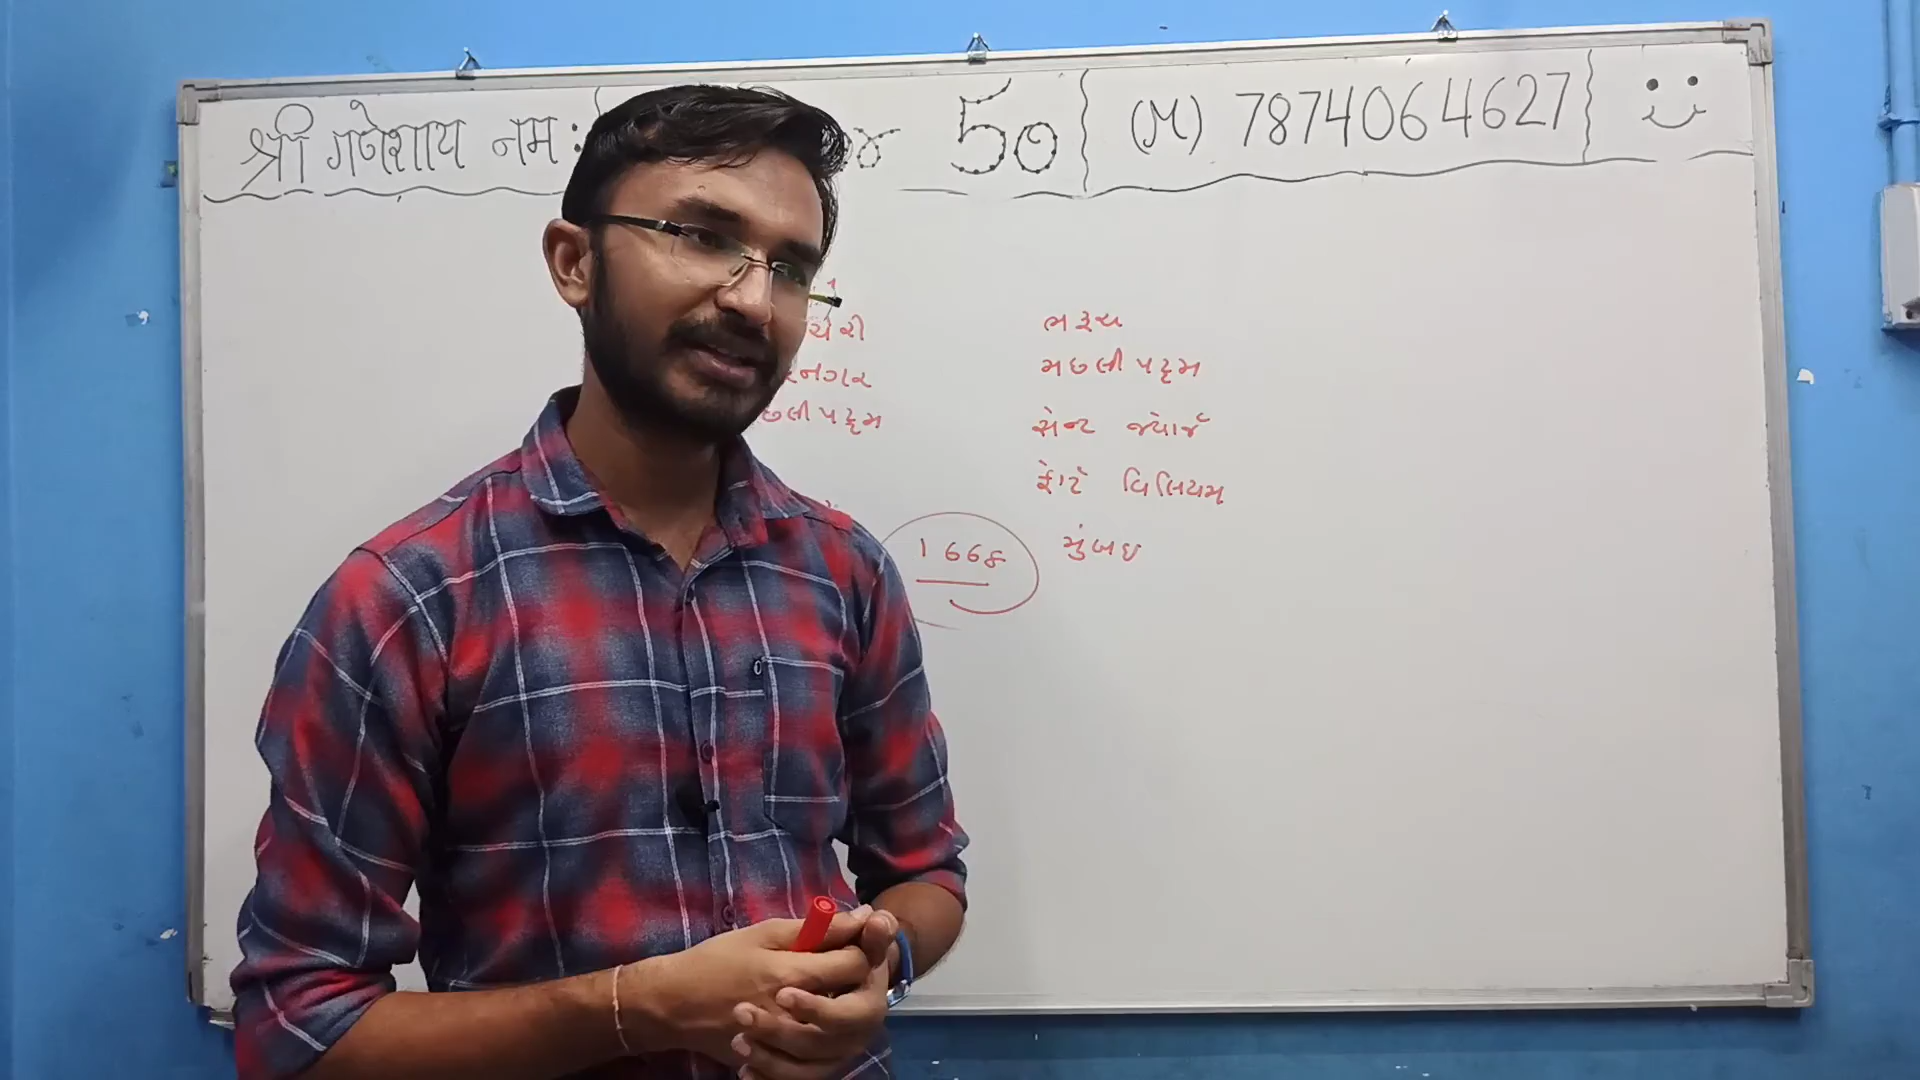 श्री गणेशाय नमः 50 (M) 7874064627
ભરૂચ
મછલીપટ્ટમ
સેન્ટ જ્યોર્જ
ફોર્ટ વિલિયમ
1668 મુંબઇ